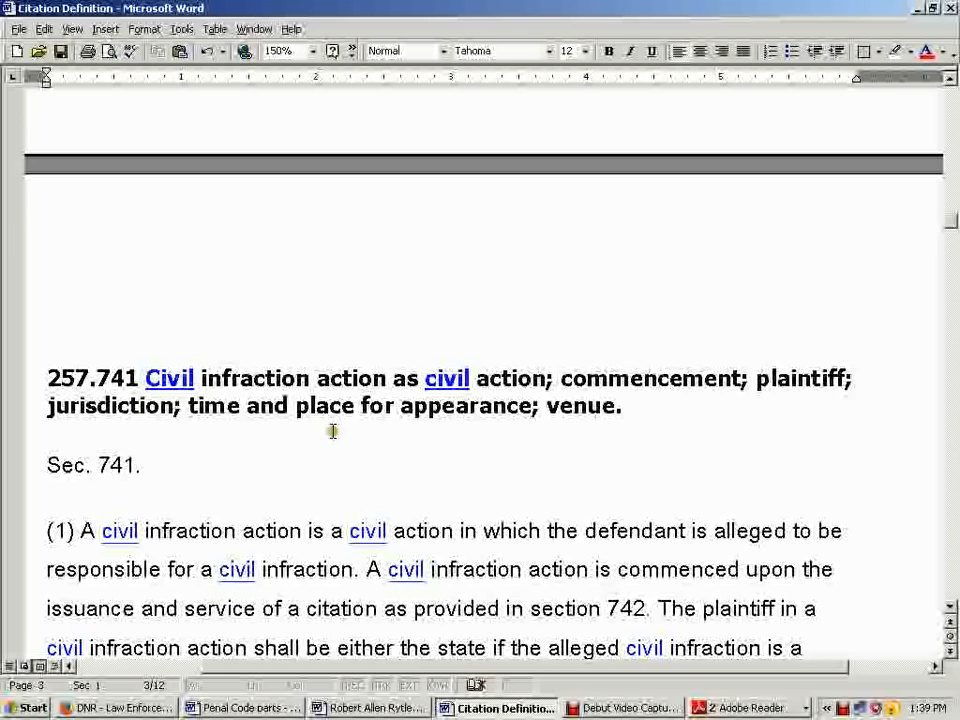 Citation Definition - Microsoft Word
File Edit View Insert Format Tools Table Window Help
150% Normal Tahoma 12 B I U A
1 2 3 4 5
257.741 Civil infraction action as civil action; commencement; plaintiff;
jurisdiction; time and place for appearance; venue.
Sec. 741.
(1) A civil infraction action is a civil action in which the defendant is alleged to be
responsible for a civil infraction. A civil infraction action is commenced upon the
issuance and service of a citation as provided in section 742. The plaintiff in a
civil infraction action shall be either the state if the alleged civil infraction is a
Page 3 Sec 1 3/12 REC TRK EXT OVR
Start DNR - Law Enforce... Penal Code parts - ... Robert Allen Rytle... Citation Definitio... Debut Video Captu... 2 Adobe Reader 1:39 PM